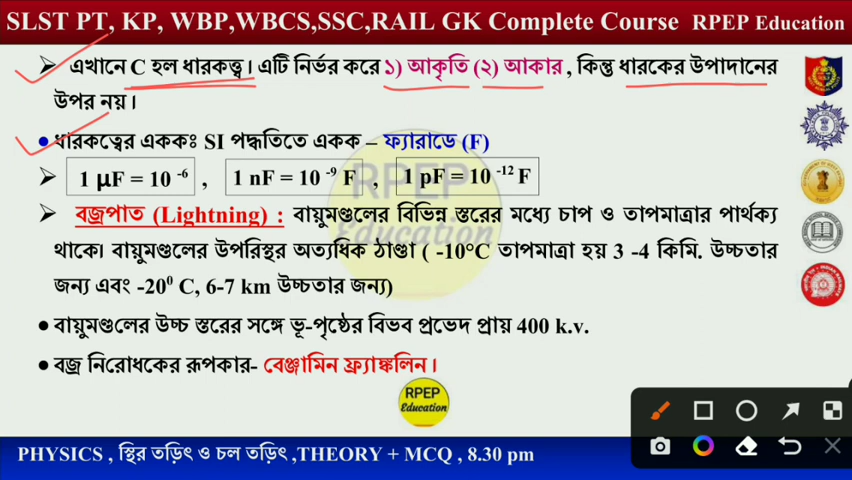 SLST PT, KP, WBP,WBCS,SSC,RAIL GK Complete Course RPEP Education
➢ এখানে C হল ধারকত্ব। এটি নির্ভর করে ১) আকৃতি (২) আকার , কিন্তু ধারকের উপাদানের
উপর নয়।
• ধারকত্বের এককঃ SI পদ্ধতিতে একক – ফ্যারাডে (F)
➢ 1 μF = 10 -6 , 1 nF = 10 -9 F , 1 pF = 10 -12 F
➢ বজ্রপাত (Lightning) : বায়ুমণ্ডলের বিভিন্ন স্তরের মধ্যে চাপ ও তাপমাত্রার পার্থক্য
থাকে। বায়ুমণ্ডলের উপরিস্থর অত্যধিক ঠাণ্ডা ( -10°C তাপমাত্রা হয় 3 -4 কিমি. উচ্চতার
জন্য এবং -20⁰ C, 6-7 km উচ্চতার জন্য)
• বায়ুমণ্ডলের উচ্চ স্তরের সঙ্গে ভূ-পৃষ্ঠের বিভব প্রভেদ প্রায় 400 k.v.
• বজ্র নিরোধকের রূপকার- বেঞ্জামিন ফ্র্যাঙ্কলিন।
RPEP
Education
RPEP
Education
PHYSICS , স্থির তড়িৎ ও চল তড়িৎ ,THEORY + MCQ , 8.30 pm